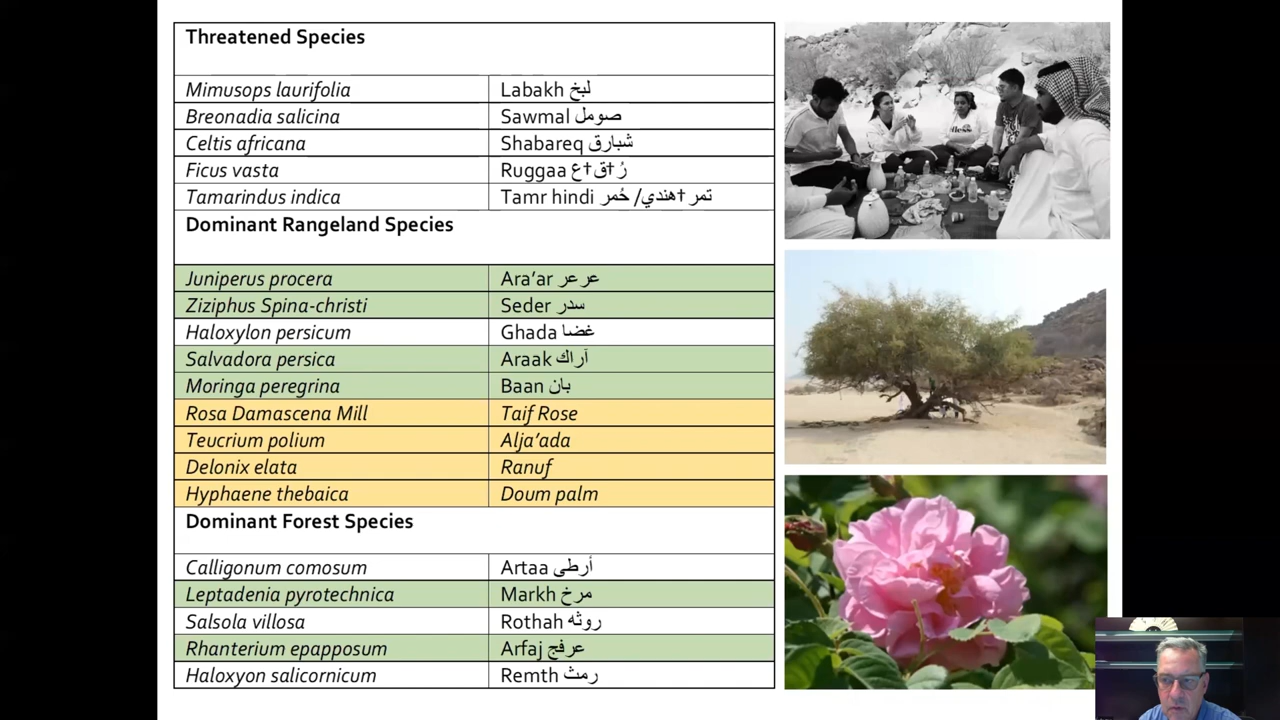 Threatened Species
Mimusops laurifolia Labakh لبخ
Breonadia salicina Sawmal صومل
Celtis africana Shabareq شبارق
Ficus vasta Ruggaa رُ†ق†ع
Tamarindus indica Tamr hindi تمر†هندي/ حُمر
Dominant Rangeland Species
Juniperus procera Ara’ar عرعر
Ziziphus Spina-christi Seder سدر
Haloxylon persicum Ghada غضا
Salvadora persica Araak آراك
Moringa peregrina Baan بان
Rosa Damascena Mill Taif Rose
Teucrium polium Alja’ada
Delonix elata Ranuf
Hyphaene thebaica Doum palm
Dominant Forest Species
Calligonum comosum Artaa أرطى
Leptadenia pyrotechnica Markh مرخ
Salsola villosa Rothah روثه
Rhanterium epapposum Arfaj عرفج
Haloxyon salicornicum Remth رمث